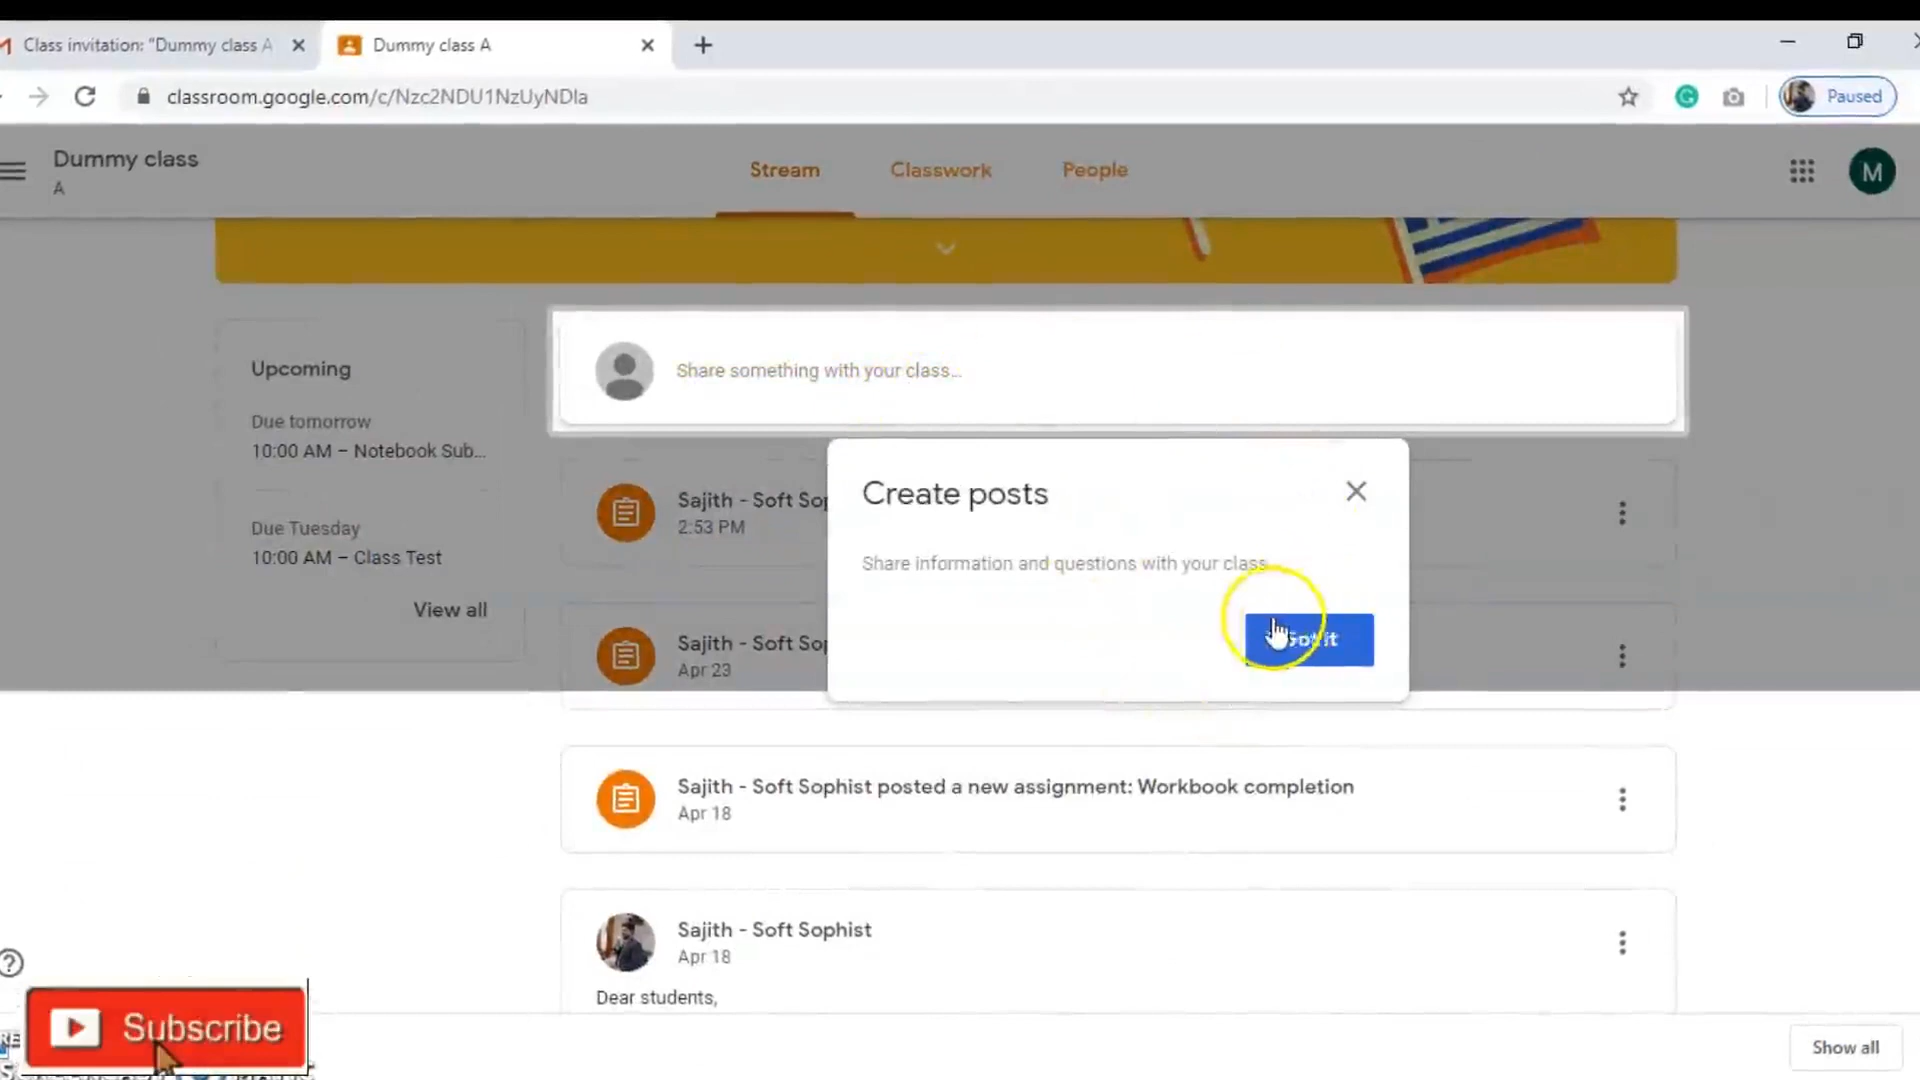 Class invitation: "Dummy class A
Dummy class A
classroom.google.com/c/Nzc2NDU1NzUyNDIa
Paused
Dummy class
A
Stream
Classwork
People
M
Share something with your class...
Upcoming
Due tomorrow
10:00 AM – Notebook Sub...
Due Tuesday
10:00 AM – Class Test
View all
Sajith - Soft Sop
2:53 PM
Create posts
Share information and questions with your class
Got it
Sajith - Soft Sop
Apr 23
Sajith - Soft Sophist posted a new assignment: Workbook completion
Apr 18
Sajith - Soft Sophist
Apr 18
Dear students,
Subscribe
Show all